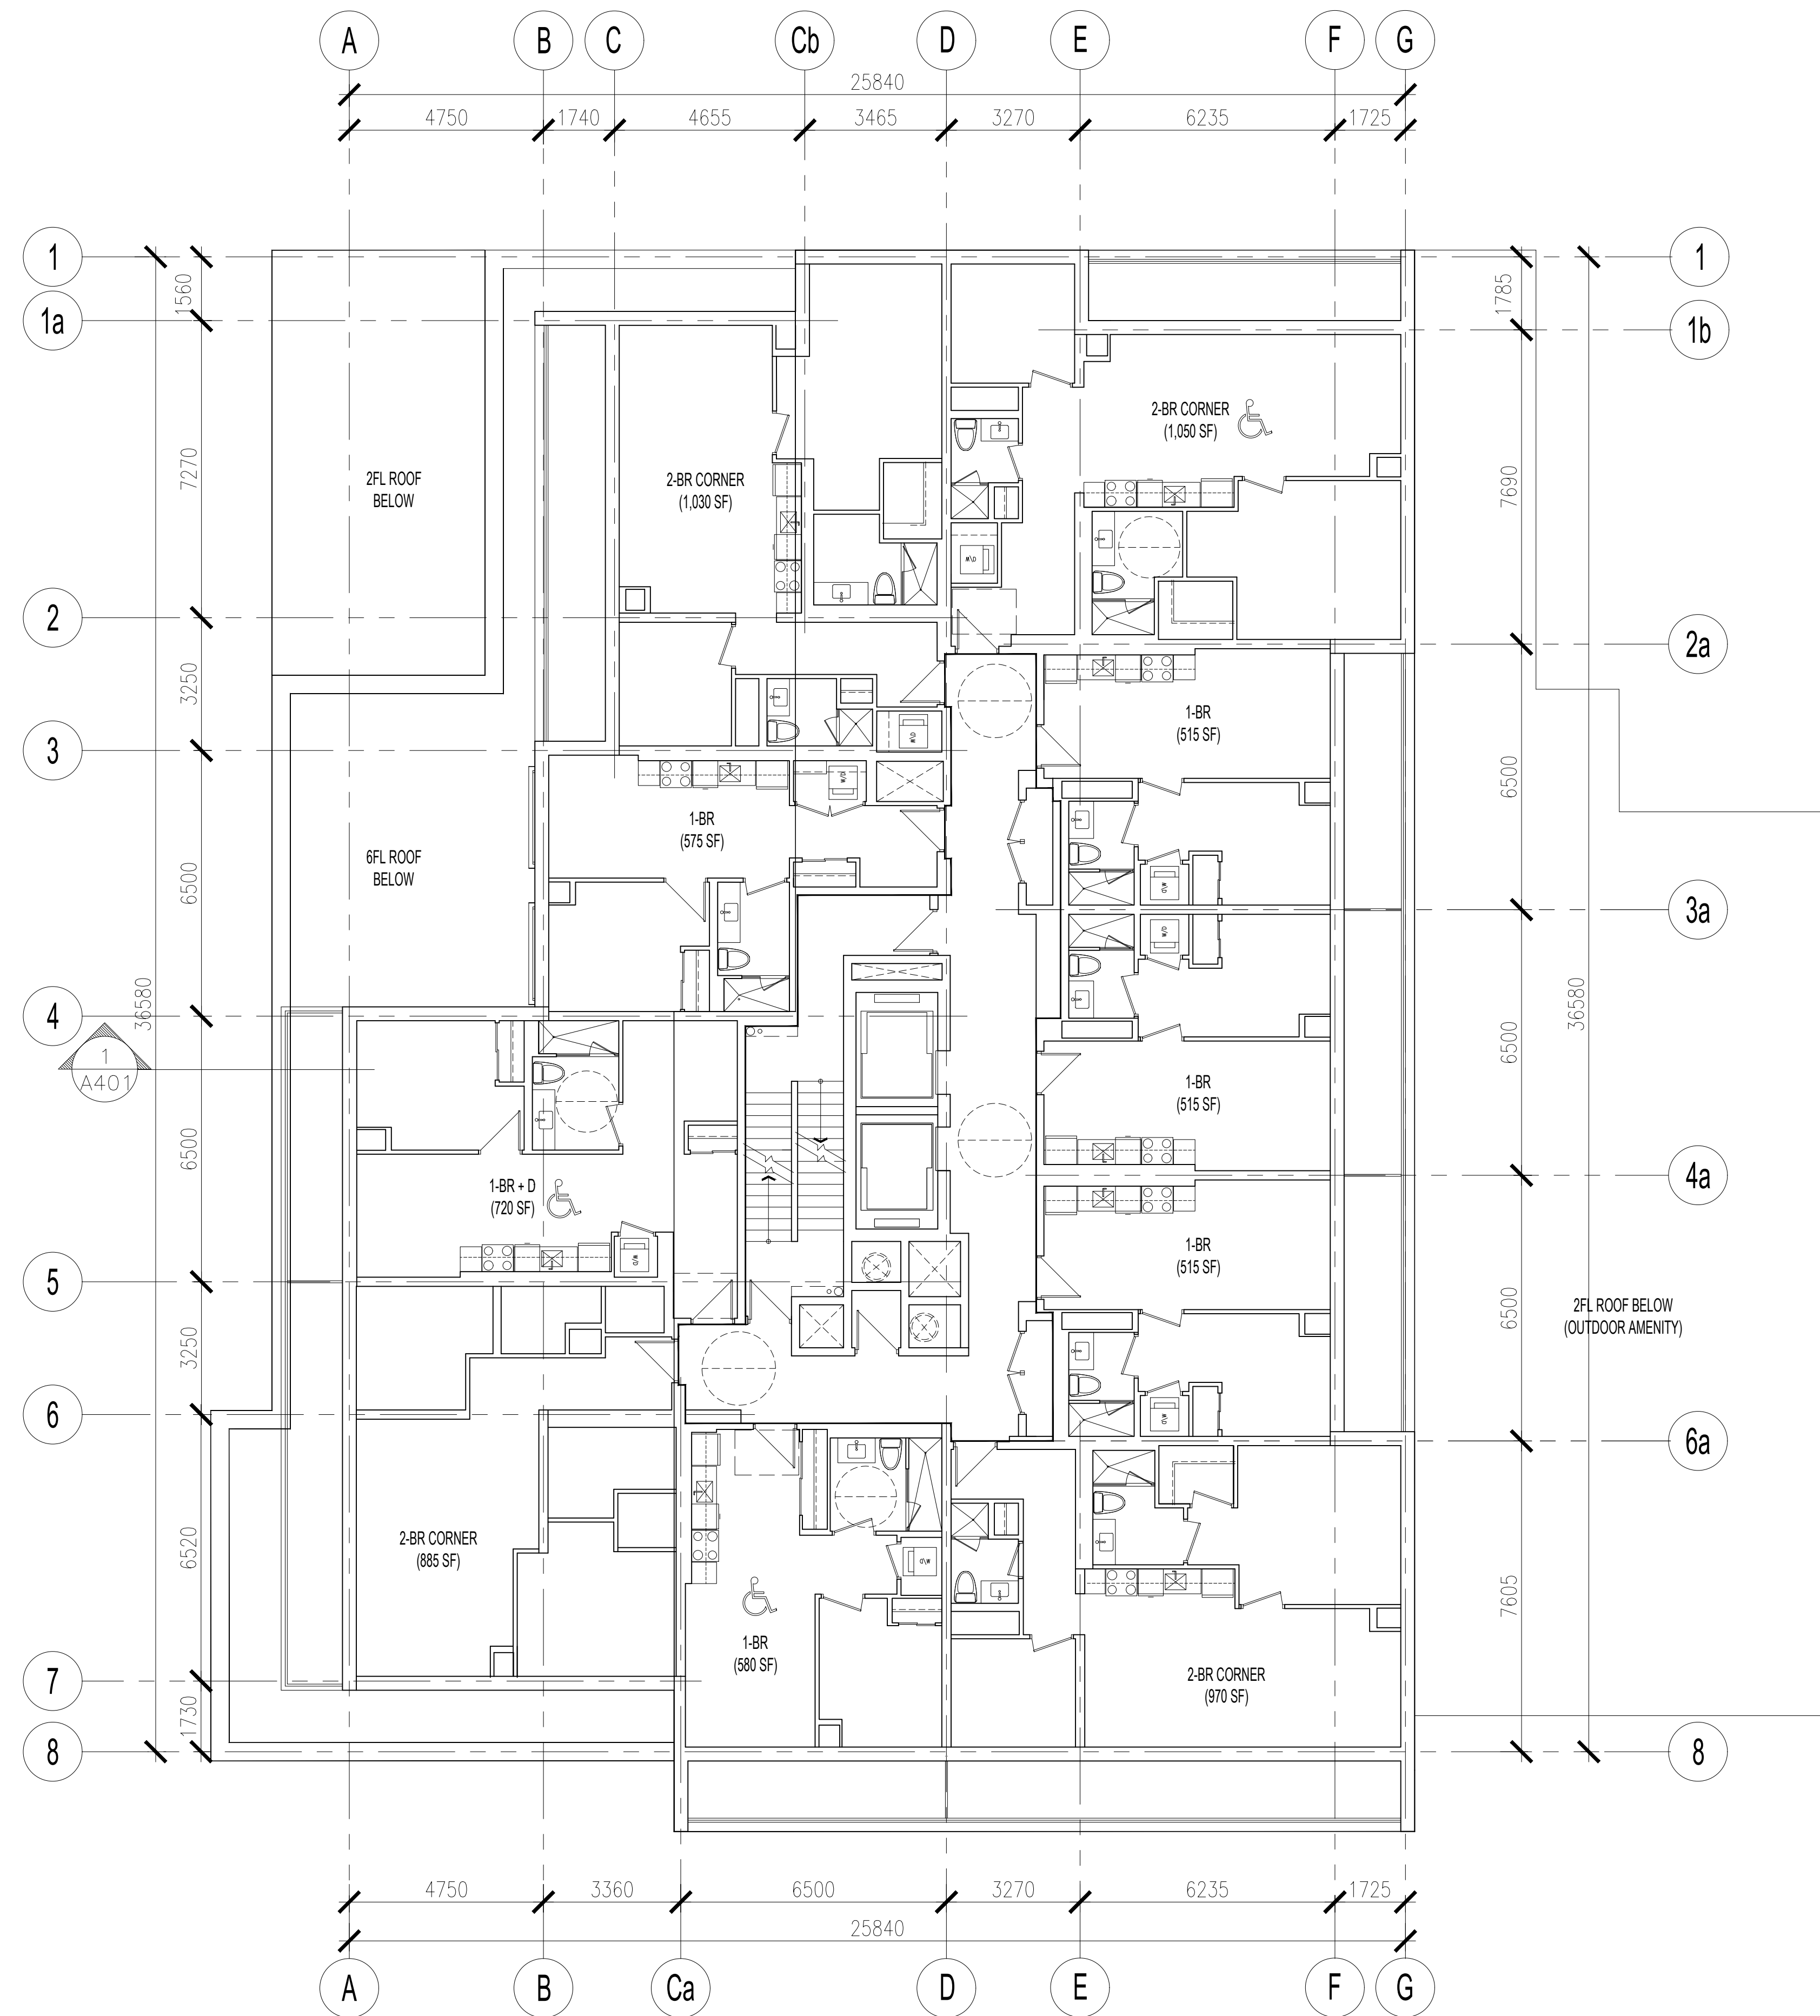 A B C Cb D E F G
25840
4750 1740 4655 3465 3270 6235 1725
1 1
1560 1785
1a 1b
2-BR CORNER
(1,050 SF)
7270 7690
2FL ROOF
BELOW
2-BR CORNER
(1,030 SF)
W\D
2 2a
3250
1-BR
(515 SF)
W/D
3
6500
W/D
6500
1-BR
(575 SF)
6FL ROOF
BELOW
W/D
3a
W/D
36580 36580
4
1
A401
6500
1-BR
(515 SF)
6500
4a
1-BR + D
(720 SF)
W/D
1-BR
(515 SF)
5
6500
2FL ROOF BELOW
(OUTDOOR AMENITY)
3250
W/D
6 6a
6520
2-BR CORNER
(885 SF)
W\D
7605
1-BR
(580 SF)
2-BR CORNER
(970 SF)
7
1730
8 8
4750 3360 6500 3270 6235 1725
25840
A B Ca D E F G